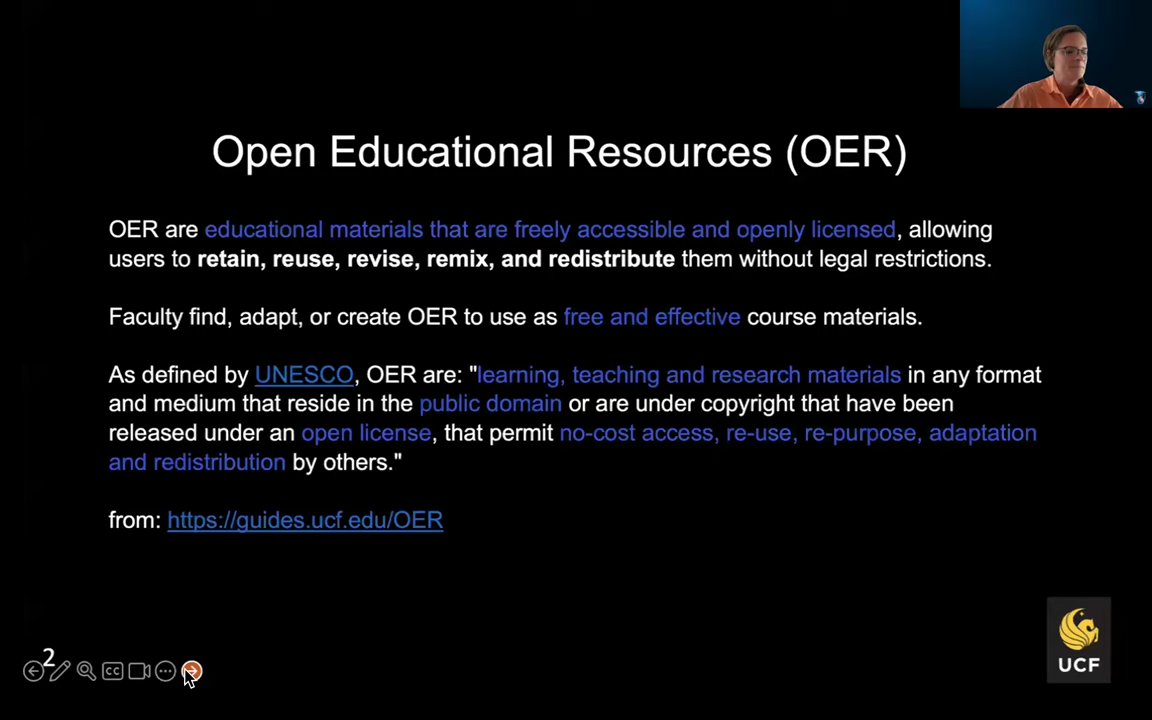 Open Educational Resources (OER)
OER are educational materials that are freely accessible and openly licensed, allowing
users to retain, reuse, revise, remix, and redistribute them without legal restrictions.
Faculty find, adapt, or create OER to use as free and effective course materials.
As defined by UNESCO, OER are: "learning, teaching and research materials in any format
and medium that reside in the public domain or are under copyright that have been
released under an open license, that permit no-cost access, re-use, re-purpose, adaptation
and redistribution by others."
from: https://guides.ucf.edu/OER
2
CC
UCF